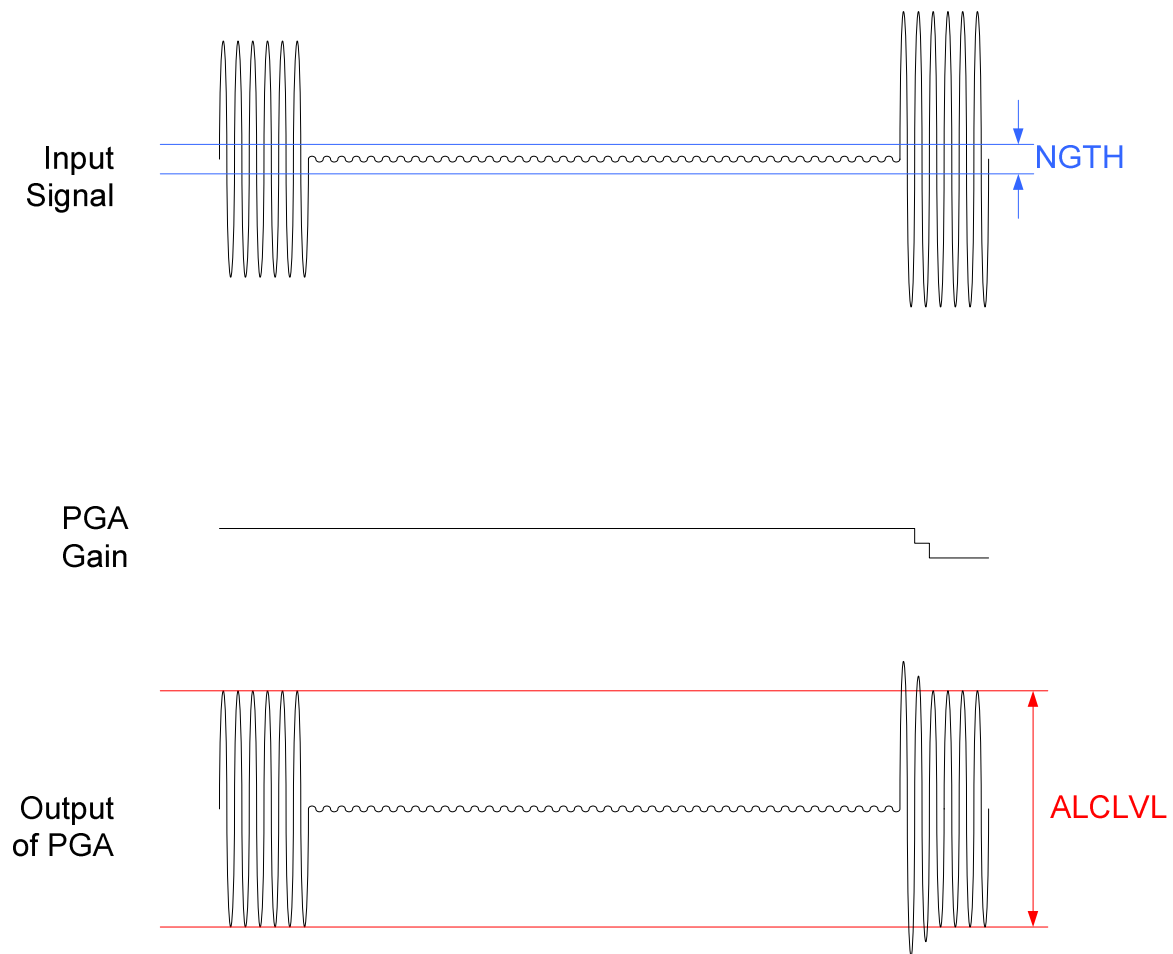 Input
Signal
NGTH
PGA
Gain
Output
of PGA
ALCLVL